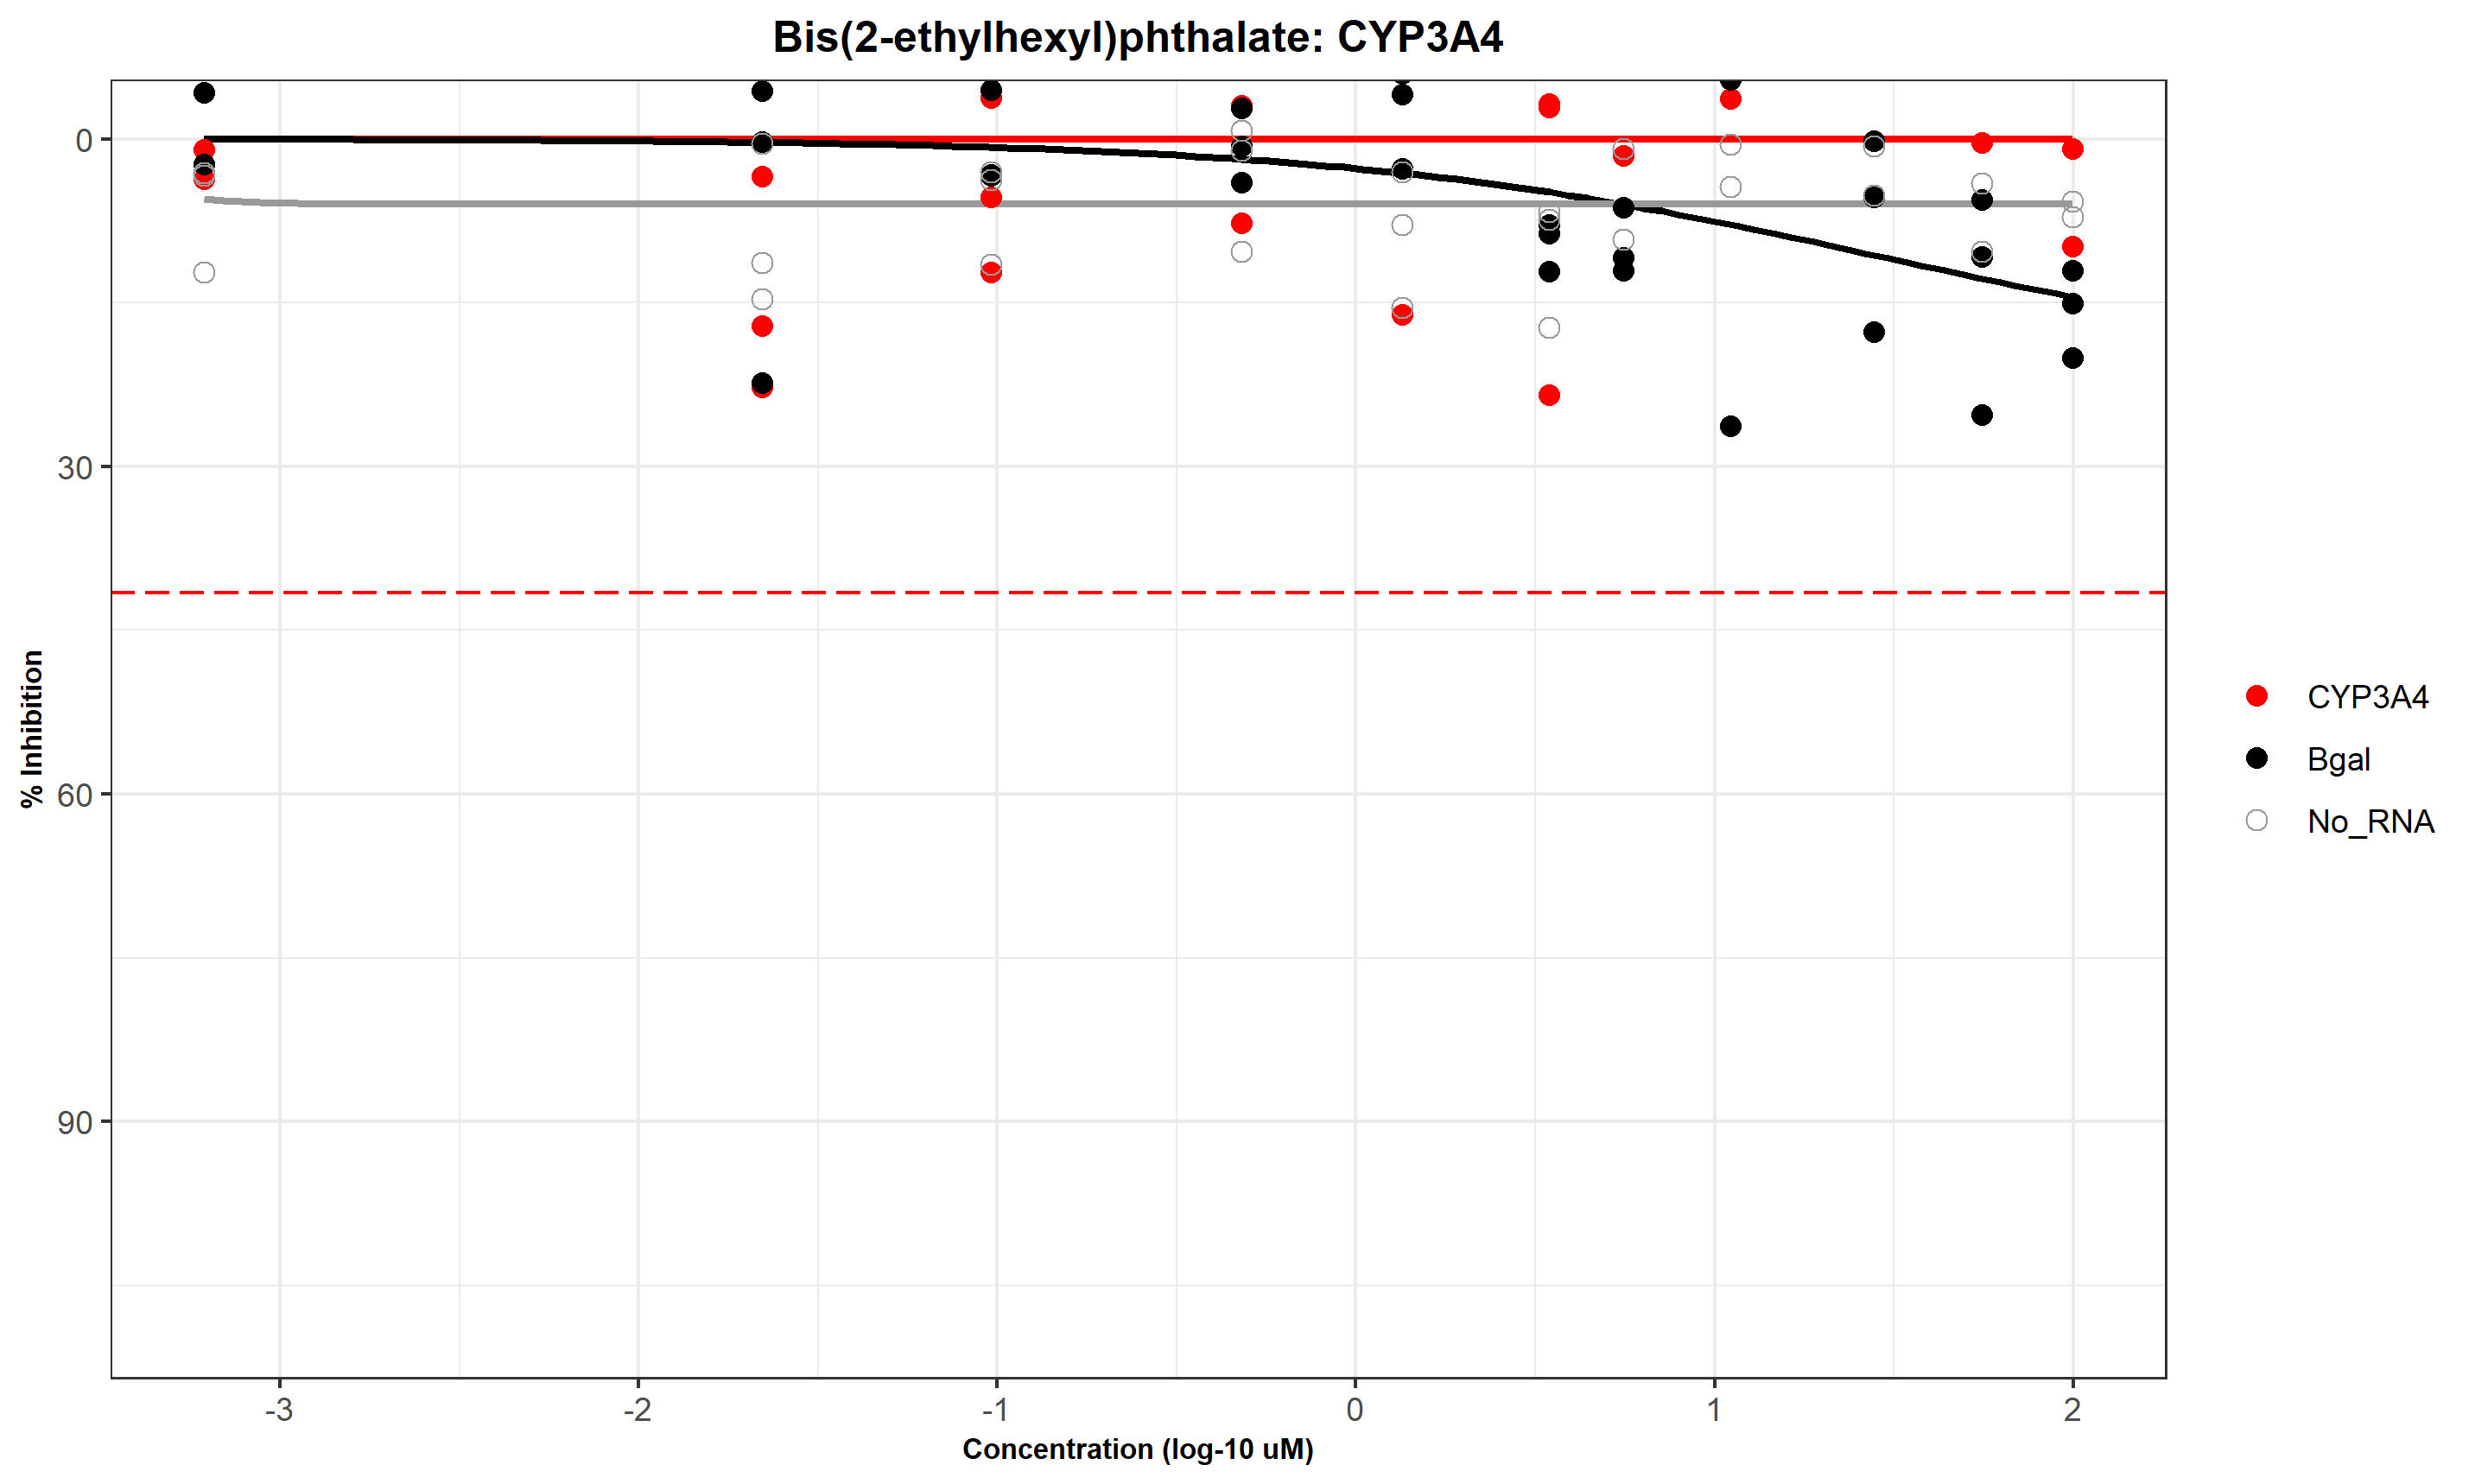 Bis(2-ethylhexyl)phthalate: CYP3A4
% Inhibition
0
30
60
90
-3
-2
-1
0
1
2
Concentration (log-10 uM)
CYP3A4
Bgal
No_RNA